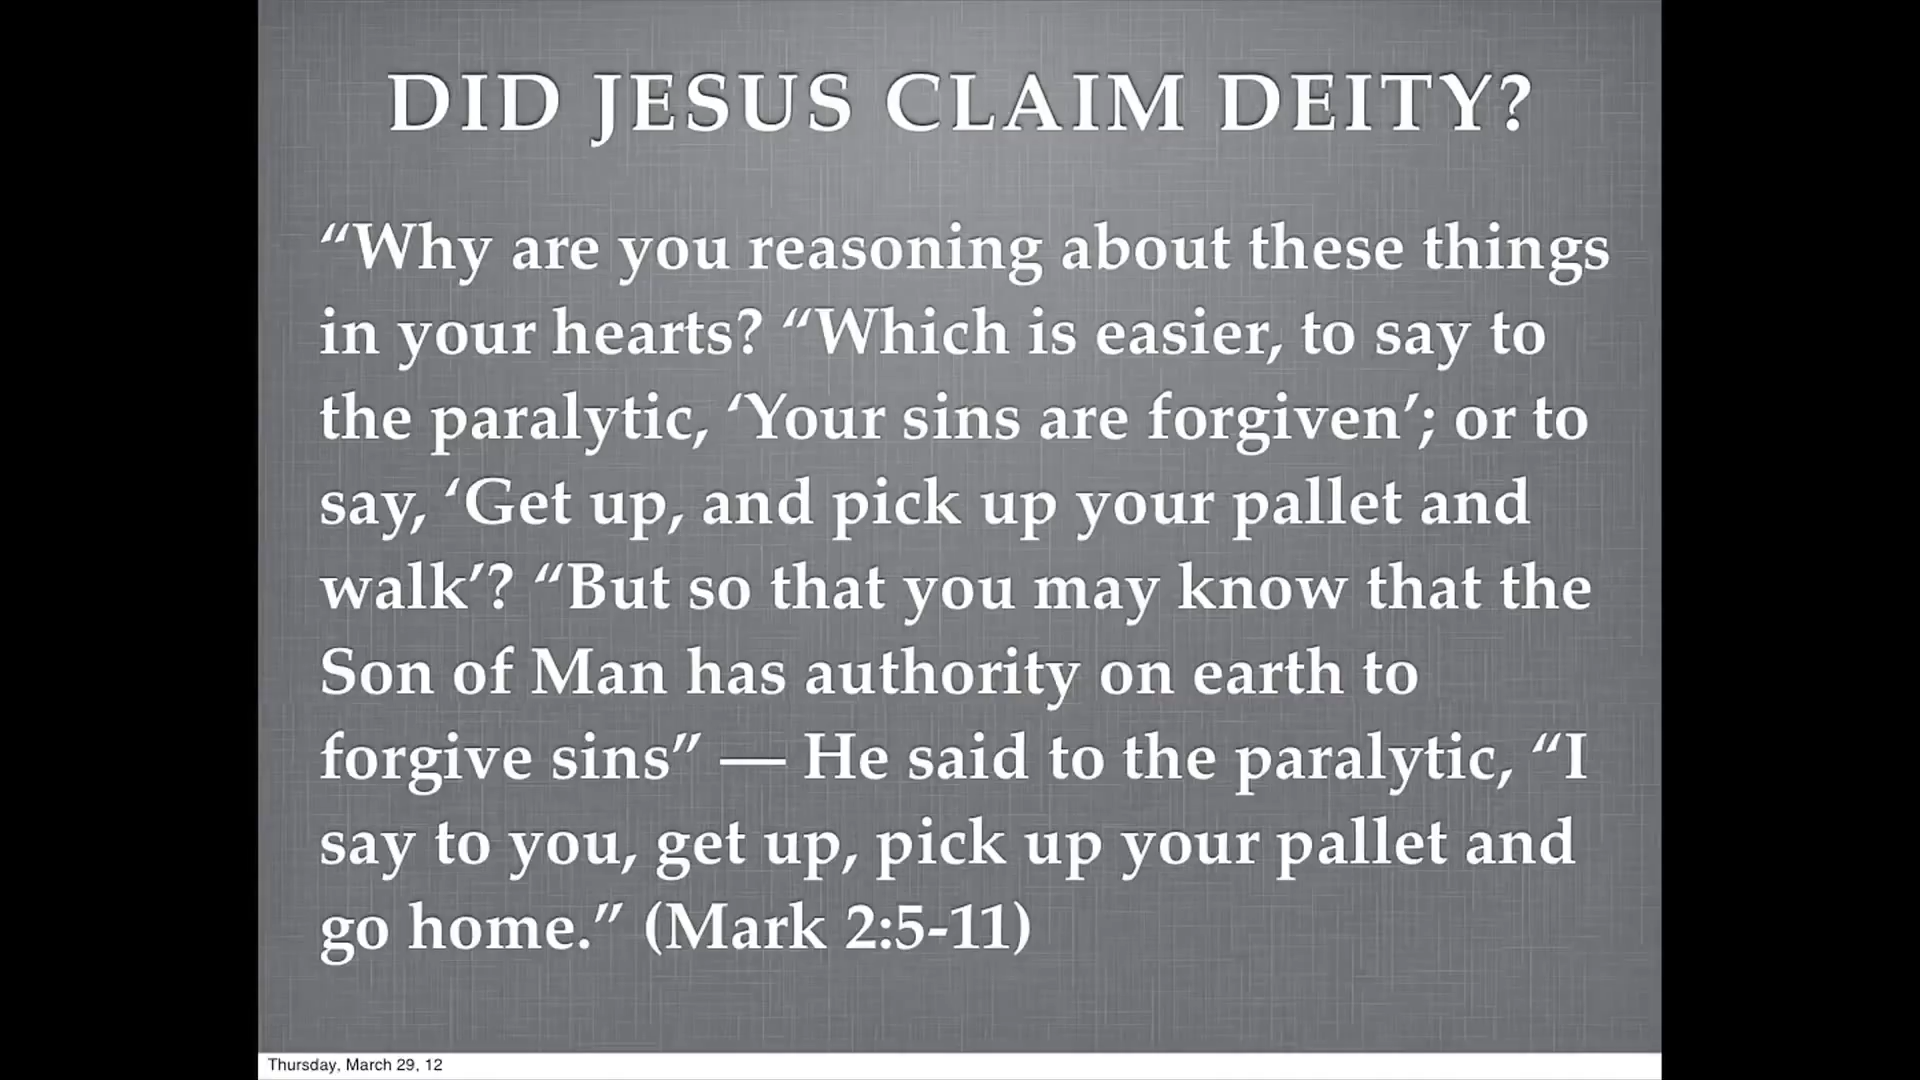 DID JESUS CLAIM DEITY?
“Why are you reasoning about these things
in your hearts? “Which is easier, to say to
the paralytic, ‘Your sins are forgiven’; or to
say, ‘Get up, and pick up your pallet and
walk’? “But so that you may know that the
Son of Man has authority on earth to
forgive sins” — He said to the paralytic, “I
say to you, get up, pick up your pallet and
go home.” (Mark 2:5-11)
Thursday, March 29, 12